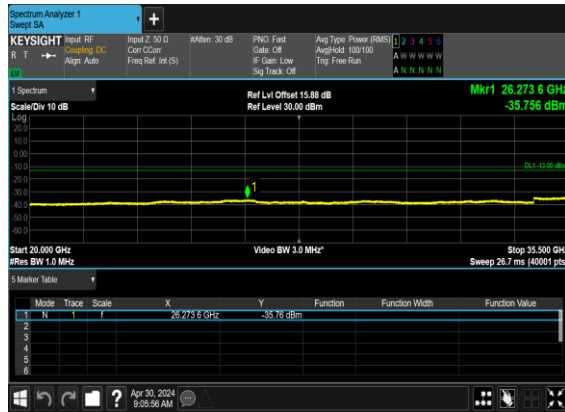 Spectrum Analyzer 1
Swept SA
+
KEYSIGHT Input: RF Input Z: 50 Ω #Atten: 30 dB PNO: Fast Avg Type: Power (RMS) 1 2 3 4 5 6
R T Coupling: DC Corr CCorr Gate: Off Avg|Hold: 100/100 A W W W W W
Align: Auto Freq Ref: Int (S) IF Gain: Low Trig: Free Run
Sig Track: Off A N N N N N
LU
1 Spectrum Ref Lvl Offset 15.88 dB Mkr1 26.273 6 GHz
Scale/Div 10 dB Ref Level 30.00 dBm -35.756 dBm
Log
20.0
10.0
0.00
-10.0 DL1 -13.00 dBm
-20.0
-30.0 1
-40.0
-50.0
-60.0
Start 20.000 GHz Video BW 3.0 MHz* Stop 35.500 GHz
#Res BW 1.0 MHz Sweep 26.7 ms (40001 pts)
5 Marker Table
Mode Trace Scale X Y Function Function Width Function Value
1 N 1 f 26.273 6 GHz -35.76 dBm
2
3
4
5
6
? Apr 30, 2024
9:05:56 AM